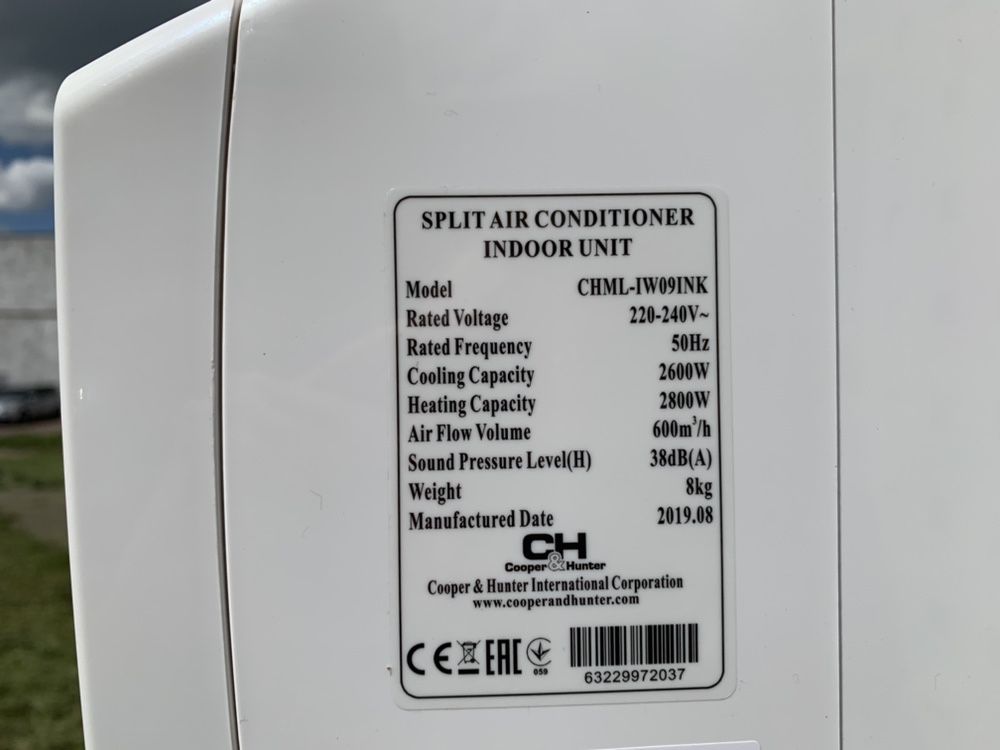 SPLIT AIR CONDITIONER
INDOOR UNIT
Model CHML-IW09INK
Rated Voltage 220-240V~
Rated Frequency 50Hz
Cooling Capacity 2600W
Heating Capacity 2800W
Air Flow Volume 600m³/h
Sound Pressure Level(H) 38dB(A)
Weight 8kg
Manufactured Date 2019.08
CH
Cooper & Hunter
Cooper & Hunter International Corporation
www.cooperandhunter.com
CE EAC 059
63229972037